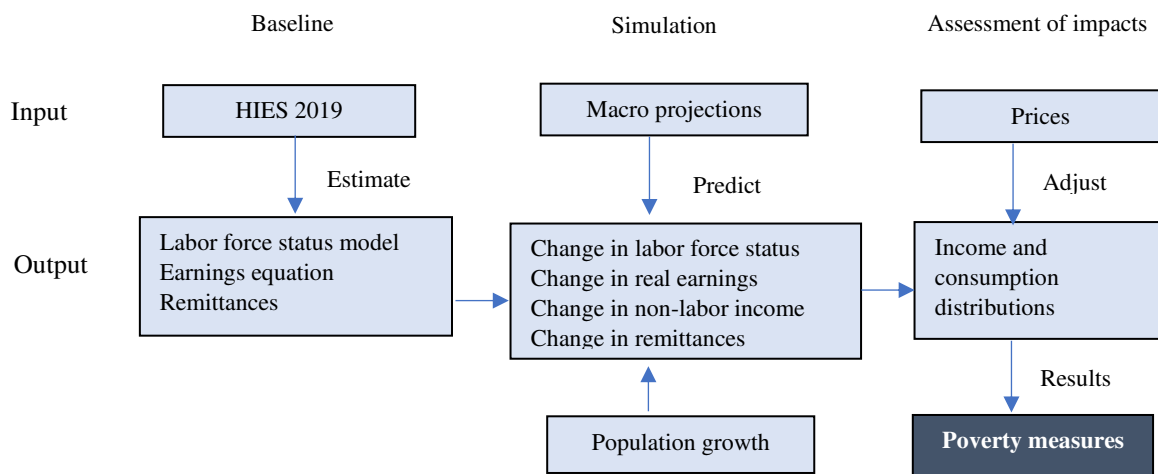 Baseline
Simulation
Assessment of impacts
Input
HIES 2019
Macro projections
Prices
Estimate
Predict
Adjust
Output
Labor force status model
Earnings equation
Remittances
Change in labor force status
Change in real earnings
Change in non-labor income
Change in remittances
Income and
consumption
distributions
Results
Population growth
Poverty measures